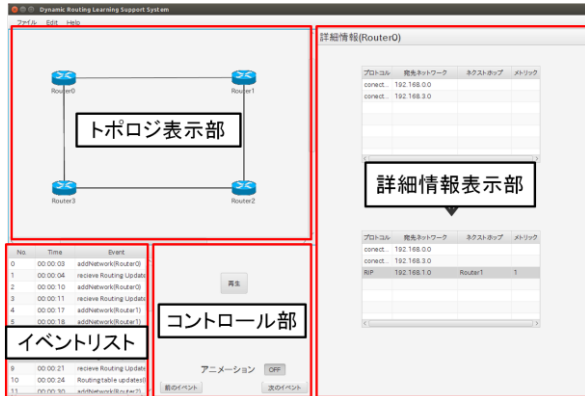 Dynamic Routing Learning Support System
ファイル Edit Help
Router0
Router1
トポロジ表示部
Router3
Router2
詳細情報(Router0)
プロトコル 宛先ネットワーク ネクストホップ メトリック
conect... 192.168.0.0
conect... 192.168.3.0
詳細情報表示部
プロトコル 宛先ネットワーク ネクストホップ メトリック
conect... 192.168.0.0
conect... 192.168.3.0
RIP 192.168.1.0 Router1 1
No. Time Event
0 00:00:03 addNetwork(Router0)
1 00:00:04 recieve Routing Update
2 00:00:10 addNetwork(Router0)
3 00:00:11 recieve Routing Update
4 00:00:17 addNetwork(Router1)
5 00:00:18 addNetwork(Router1)
イベントリスト
9 00:00:21 recieve Routing Update
10 00:00:24 Routing table updates(
11 00:00:30 addNetwork(Router2)
再生
コントロール部
アニメーション OFF
前のイベント 次のイベント